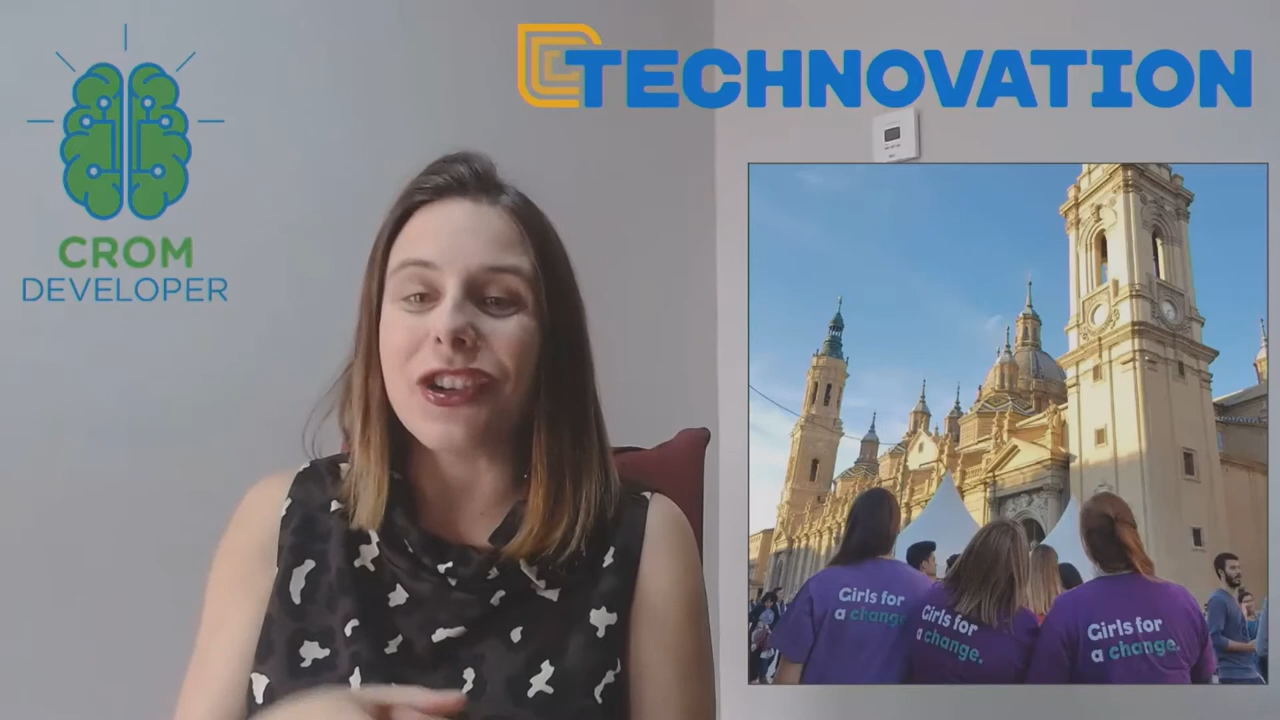 CROM
DEVELOPER
TECHNOVATION
Girls for
a change
Girls for
a change.
Girls for
a change.